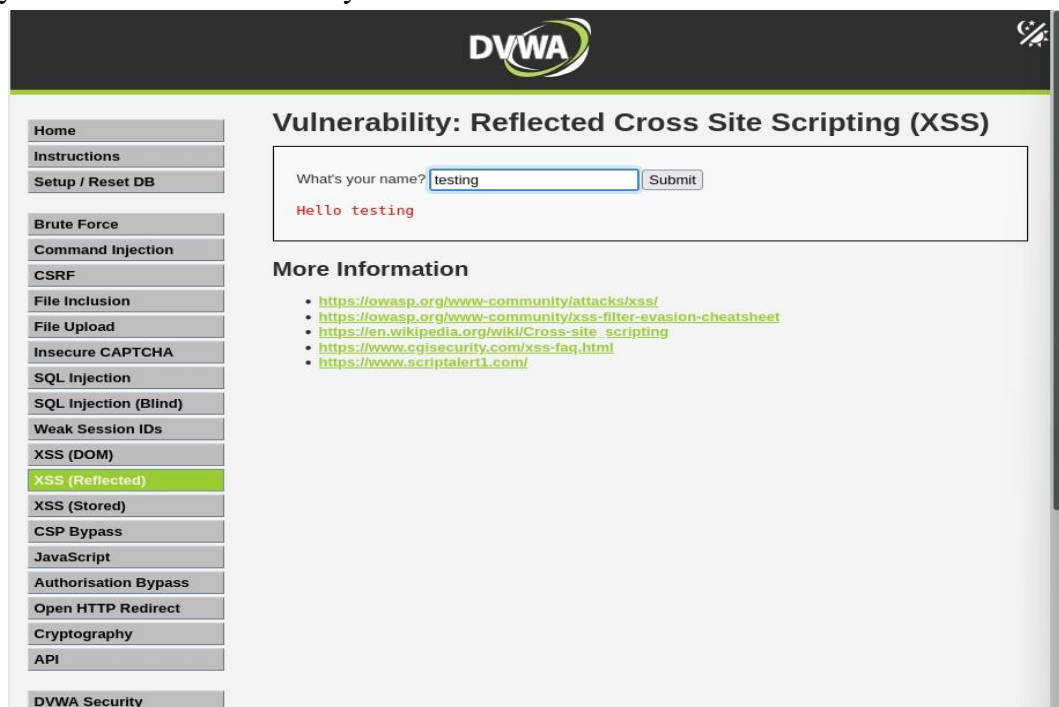 DVWA
Home
Instructions
Setup / Reset DB
Brute Force
Command Injection
CSRF
File Inclusion
File Upload
Insecure CAPTCHA
SQL Injection
SQL Injection (Blind)
Weak Session IDs
XSS (DOM)
XSS (Reflected)
XSS (Stored)
CSP Bypass
JavaScript
Authorisation Bypass
Open HTTP Redirect
Cryptography
API
DVWA Security
Vulnerability: Reflected Cross Site Scripting (XSS)
What's your name? testing Submit
Hello testing
More Information
• https://owasp.org/www-community/attacks/xss/
• https://owasp.org/www-community/xss-filter-evasion-cheatsheet
• https://en.wikipedia.org/wiki/Cross-site_scripting
• https://www.cgisecurity.com/xss-faq.html
• https://www.scriptalert1.com/